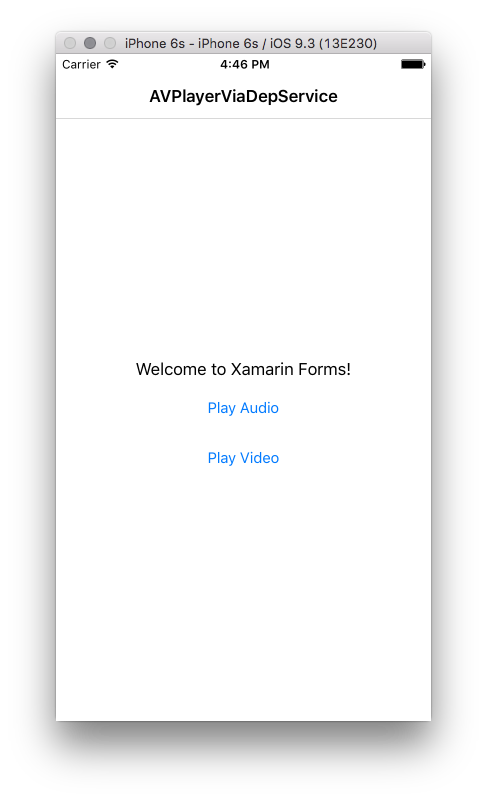 iPhone 6s - iPhone 6s / iOS 9.3 (13E230)
Carrier 4:46 PM
AVPlayerViaDepService
Welcome to Xamarin Forms!
Play Audio
Play Video